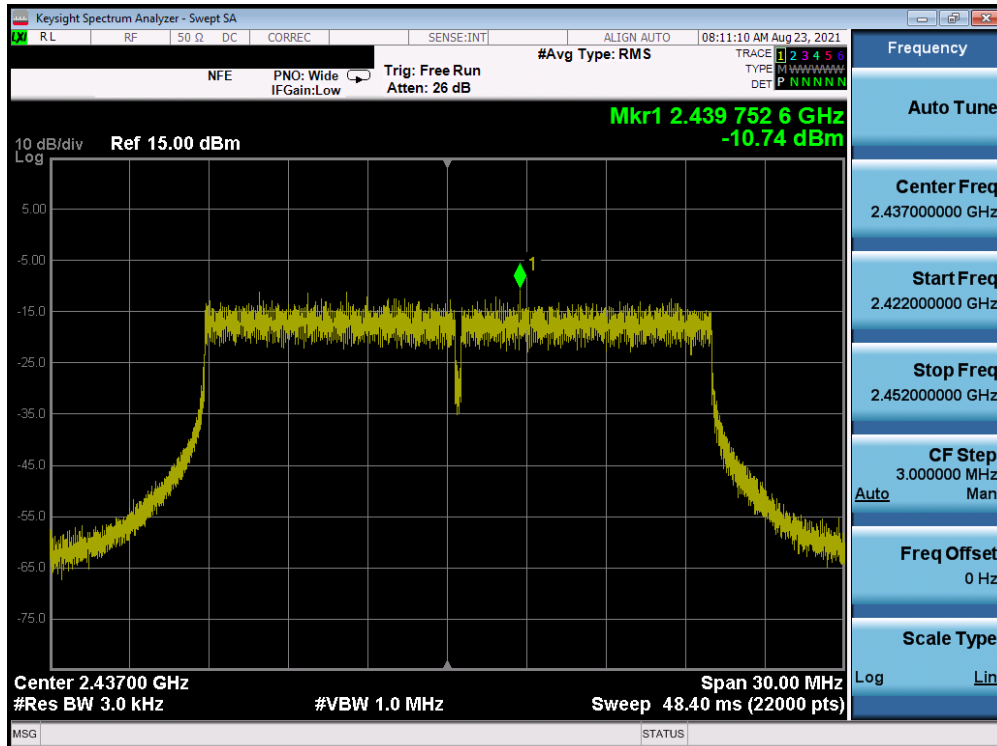 Keysight Spectrum Analyzer - Swept SA
LXI RL RF 50 Ω DC CORREC SENSE:INT ALIGN AUTO 08:11:10 AM Aug 23, 2021
NFE PNO: Wide Trig: Free Run #Avg Type: RMS TRACE 1 2 3 4 5 6
IFGain:Low Atten: 26 dB TYPE M WWWWW
DET P N N N N N
Mkr1 2.439 752 6 GHz
-10.74 dBm
10 dB/div Ref 15.00 dBm
Log
5.00
-5.00
1
-15.0
-25.0
-35.0
-45.0
-55.0
-65.0
-75.0
Center 2.43700 GHz Span 30.00 MHz
#Res BW 3.0 kHz #VBW 1.0 MHz Sweep 48.40 ms (22000 pts)
MSG STATUS
Frequency
Auto Tune
Center Freq
2.437000000 GHz
Start Freq
2.422000000 GHz
Stop Freq
2.452000000 GHz
CF Step
3.000000 MHz
Auto Man
Freq Offset
0 Hz
Scale Type
Log Lin